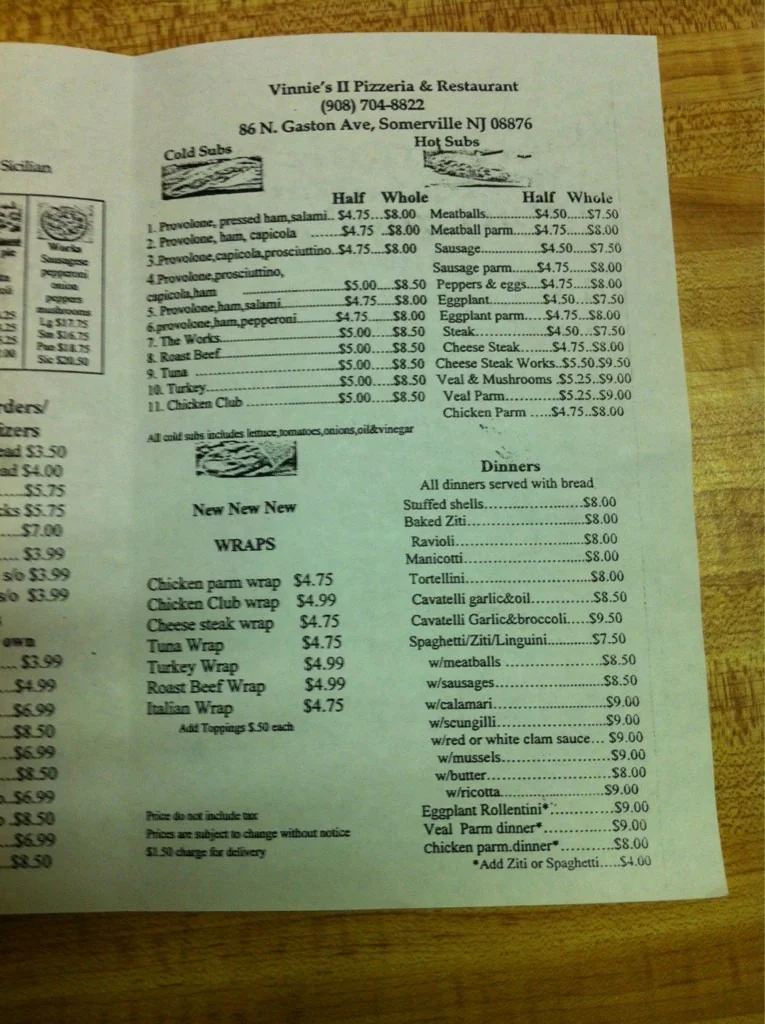 Vinnie's II Pizzeria & Restaurant
(908) 704-8822
86 N. Gaston Ave, Somerville NJ 08876
Cold Subs
Half Whole
1. Provolone, pressed ham,salami.. $4.75...$8.00
2. Provolone, ham, capicola .......$4.75 ..$8.00
3.Provolone,capicola,prosciuttino..$4.75....$8.00
4.Provolone,prosciuttino,
capicola,ham ...$5.00....$8.50
5. Provolone,ham,salami...$4.75....$8.00
6.provolone,ham,pepperoni...$4.75....$8.00
7. The Works...$5.00.....$8.50
8. Roast Beef...$5.00.....$8.50
9. Tuna ...$5.00.....$8.50
10. Turkey...$5.00.....$8.50
11. Chicken Club ...$5.00.....$8.50
All cold subs includes lettuce,tomatoes,onions,oil&vinegar
New New New
WRAPS
Chicken parm wrap $4.75
Chicken Club wrap $4.99
Cheese steak wrap $4.75
Tuna Wrap $4.75
Turkey Wrap $4.99
Roast Beef Wrap $4.99
Italian Wrap $4.75
Add Toppings $.50 each
Price do not include tax
Prices are subject to change without notice
$1.50 charge for delivery
Hot Subs
Half Whole
Meatballs.............$4.50.....$7.50
Meatball parm.....$4.75.....$8.00
Sausage...............$4.50....$7.50
Sausage parm......$4.75.....$8.00
Peppers & eggs....$4.75.....$8.00
Eggplant.............$4.50....$7.50
Eggplant parm.....$4.75...$8.00
Steak..................$4.50...$7.50
Cheese Steak........$4.75..$8.00
Cheese Steak Works..$5.50.$9.50
Veal & Mushrooms .$5.25..$9.00
Veal Parm.............$5.25..$9.00
Chicken Parm .....$4.75..$8.00
Dinners
All dinners served with bread
Stuffed shells.......................$8.00
Baked Ziti...........................$8.00
Ravioli................................$8.00
Manicotti............................$8.00
Tortellini............................$8.00
Cavatelli garlic&oil.............$8.50
Cavatelli Garlic&broccoli.....$9.50
Spaghetti/Ziti/Linguini...........$7.50
w/meatballs .....................$8.50
w/sausages.......................$8.50
w/calamari........................$9.00
w/scungilli.......................$9.00
w/red or white clam sauce... $9.00
w/mussels.......................$9.00
w/butter..........................$8.00
w/ricotta.........................$9.00
Eggplant Rollentini*..............$9.00
Veal Parm dinner*..............$9.00
Chicken parm.dinner*...........$8.00
*Add Ziti or Spaghetti.....$4.00
Sicilian
Works
Sausagese
pepperoni
onion
peppers
mushrooms
Lg $17.75
Sm $16.75
Pan $18.75
Sic $20.50
rders/
izers
ead $3.50
ad $4.00
.....$5.75
cks $5.75
.....$7.00
.... $3.99
s/o $3.99
s/o $3.99
own
.... $3.99
...$4.99
...$6.99
...$8.50
...$6.99
...$8.50
...$6.99
$8.50
...$6.99
...$8.50